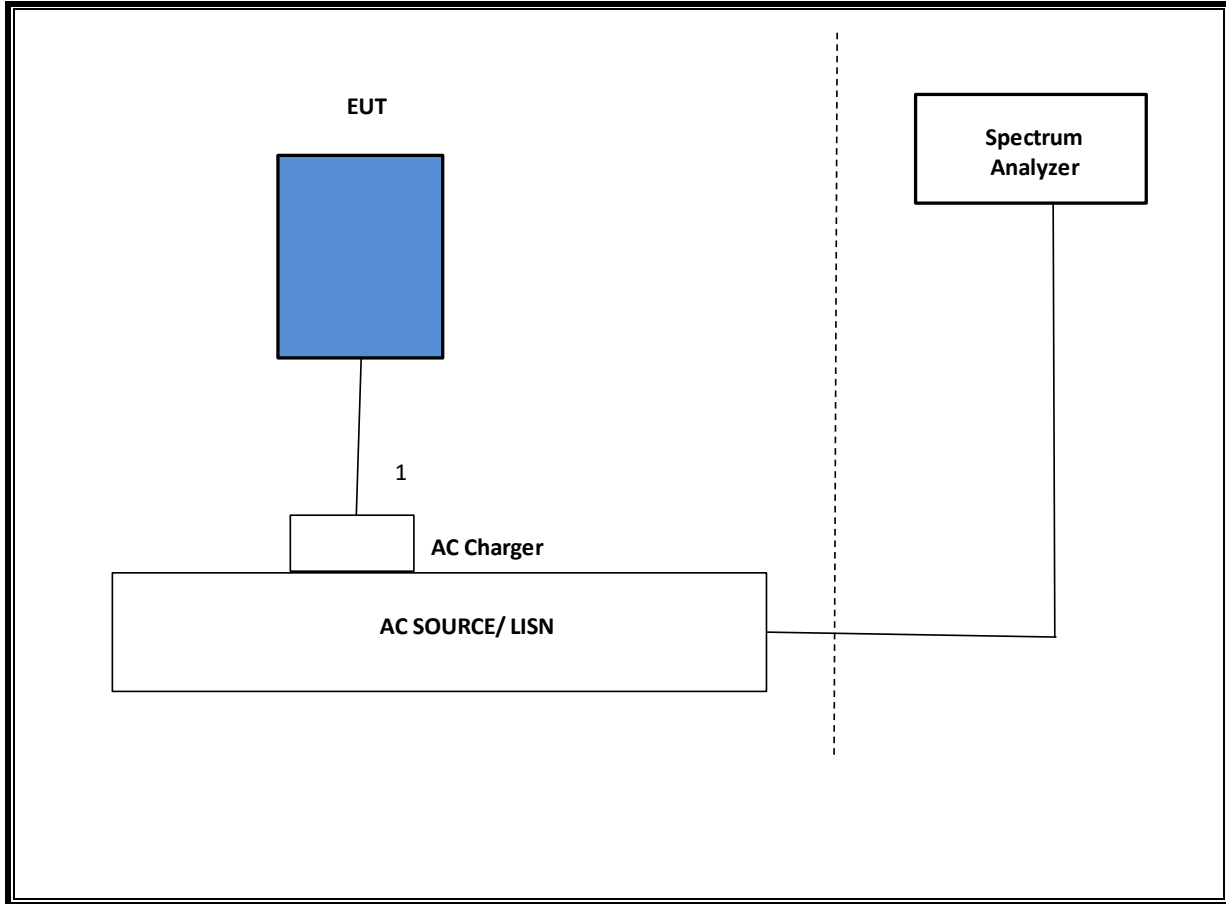 EUT
Spectrum
Analyzer
1
AC Charger
AC SOURCE/ LISN